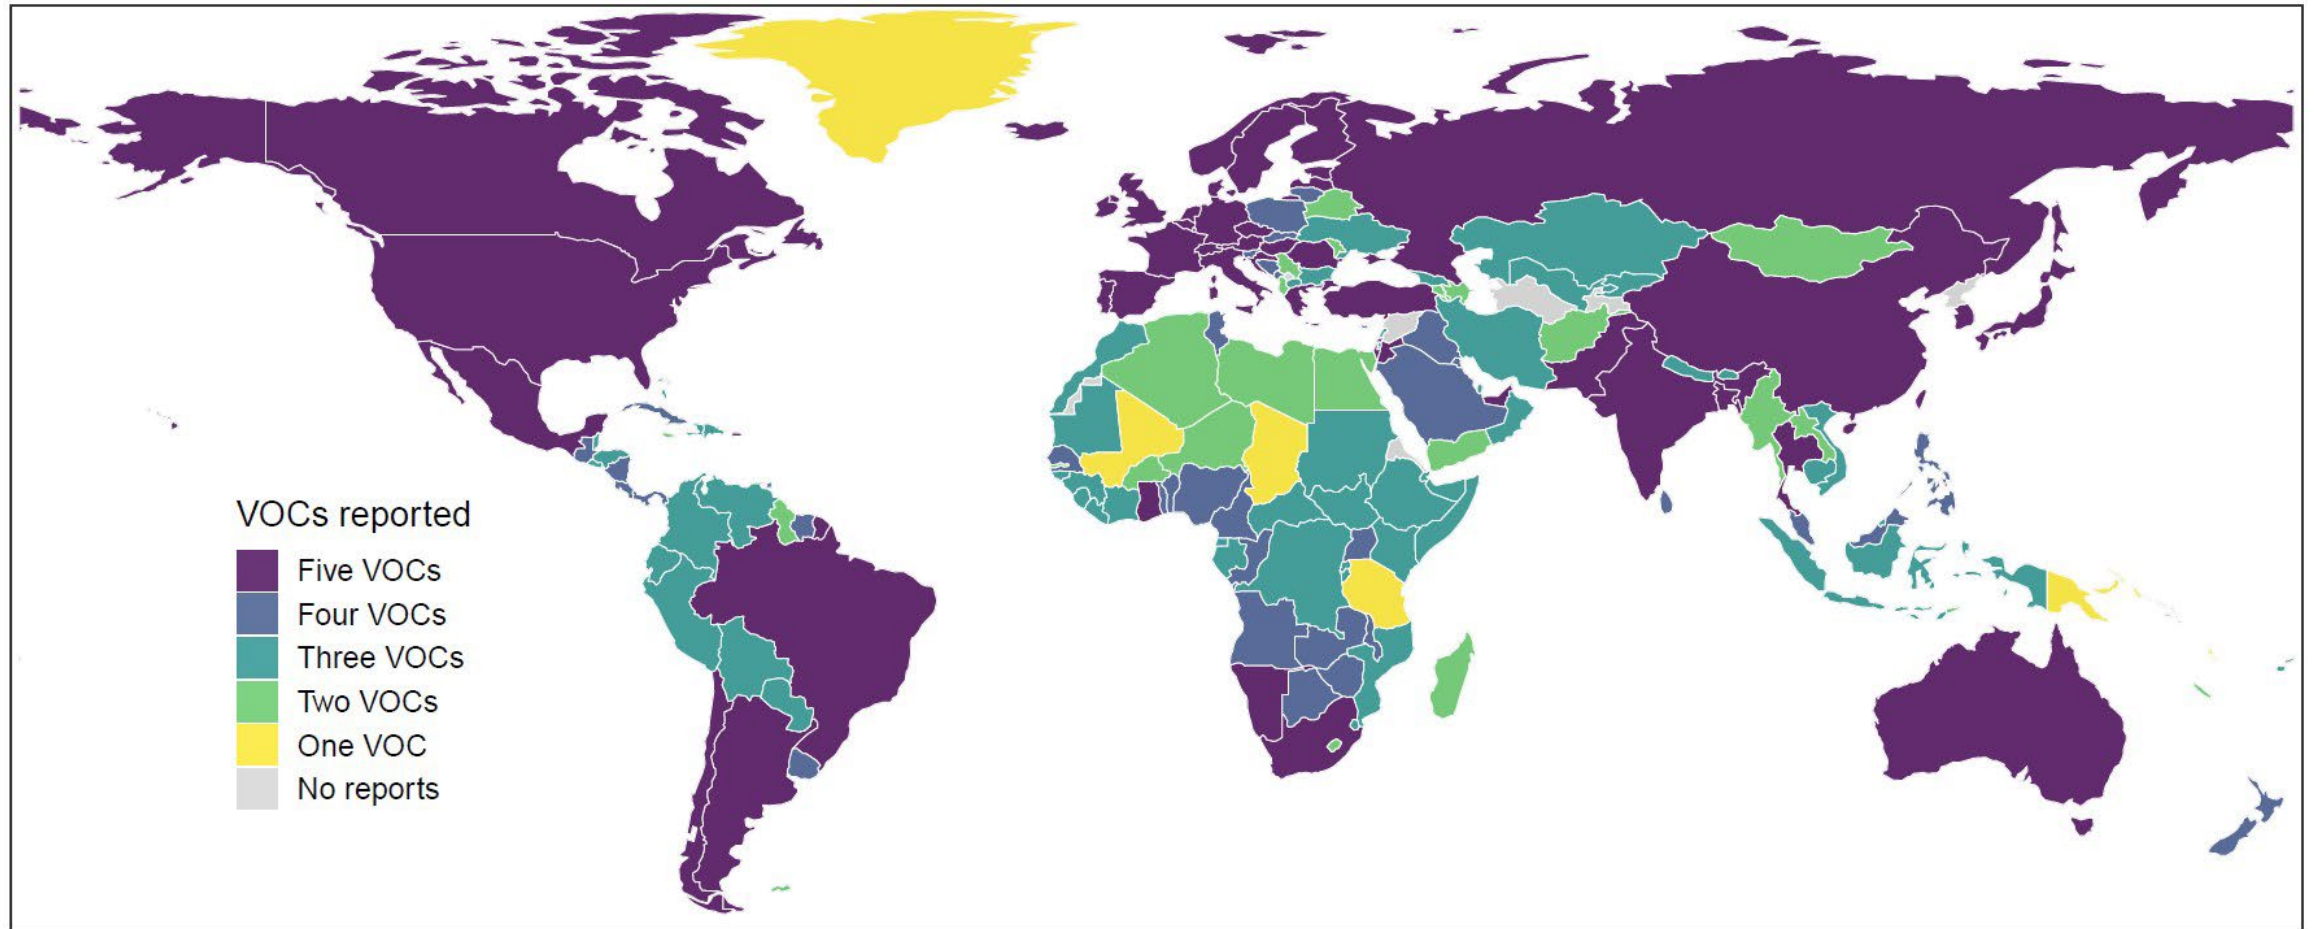 VOCs reported
Five VOCs
Four VOCs
Three VOCs
Two VOCs
One VOC
No reports